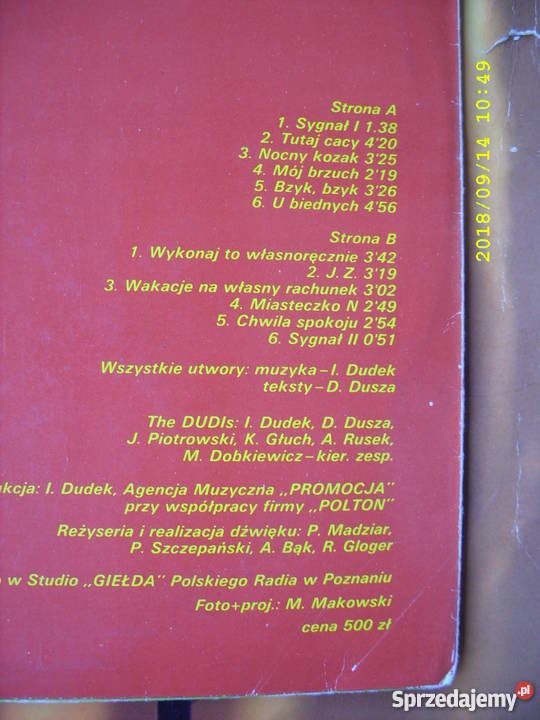 Strona A
1. Sygnał I 1.38
2. Tutaj cacy 4'20
3. Nocny kozak 3'25
4. Mój brzuch 2'19
5. Bzyk, bzyk 3'26
6. U biednych 4'56
Strona B
1. Wykonaj to własnoręcznie 3'42
2. J. Z. 3'19
3. Wakacje na własny rachunek 3'02
4. Miasteczko N 2'49
5. Chwila spokoju 2'54
6. Sygnał II 0'51
Wszystkie utwory: muzyka – I. Dudek
teksty – D. Dusza
The DUDIs: I. Dudek, D. Dusza,
J. Piotrowski, K. Głuch, A. Rusek,
M. Dobkiewicz – kier. zesp.
kcja: I. Dudek, Agencja Muzyczna „PROMOCJA"
przy współpracy firmy „POLTON"
Reżyseria i realizacja dźwięku: P. Madziar,
P. Szczepański, A. Bąk, R. Gloger
w Studio „GIEŁDA" Polskiego Radia w Poznaniu
Foto+proj.: M. Makowski
cena 500 zł
2018/09/14 10:49
Sprzedajemy.pl